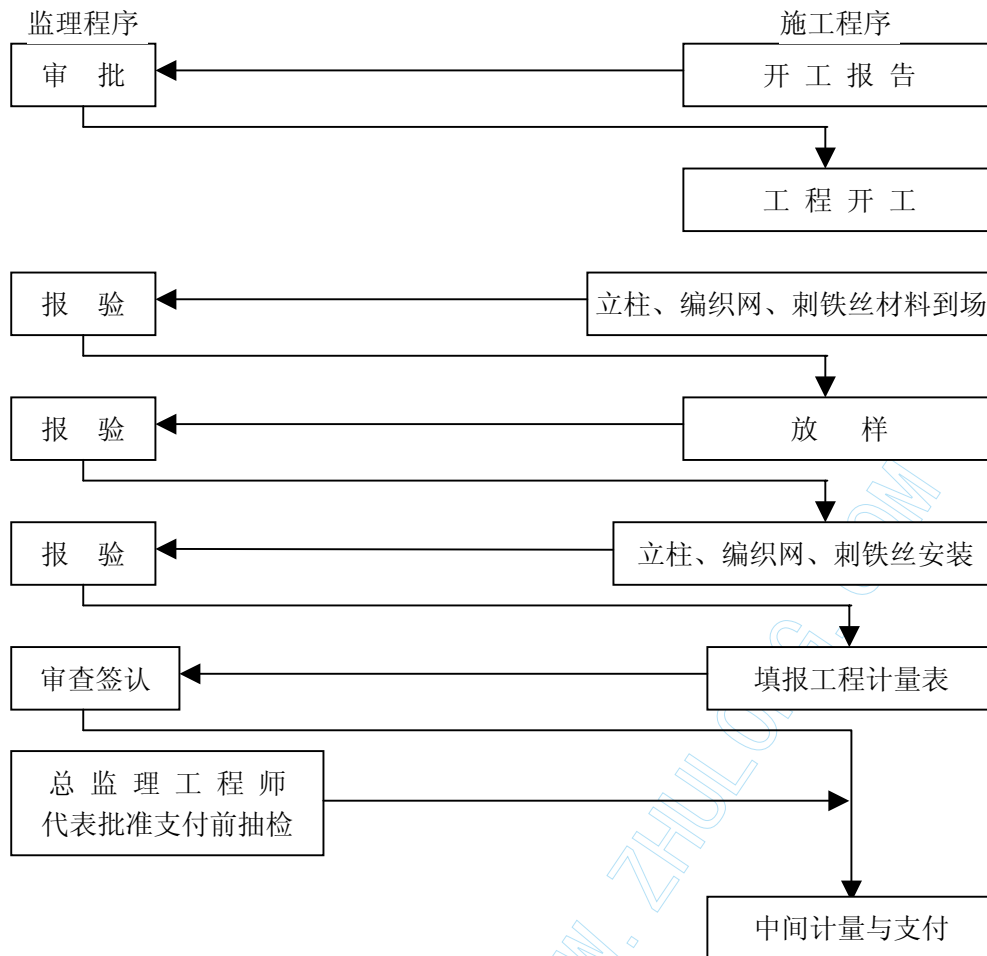 监理程序
施工程序
审 批
开 工 报 告
工 程 开 工
报 验
立柱、编织网、刺铁丝材料到场
报 验
放 样
报 验
立柱、编织网、刺铁丝安装
审查签认
填报工程计量表
总 监 理 工 程 师
代表批准支付前抽检
中间计量与支付
W. ZHULONG.COM